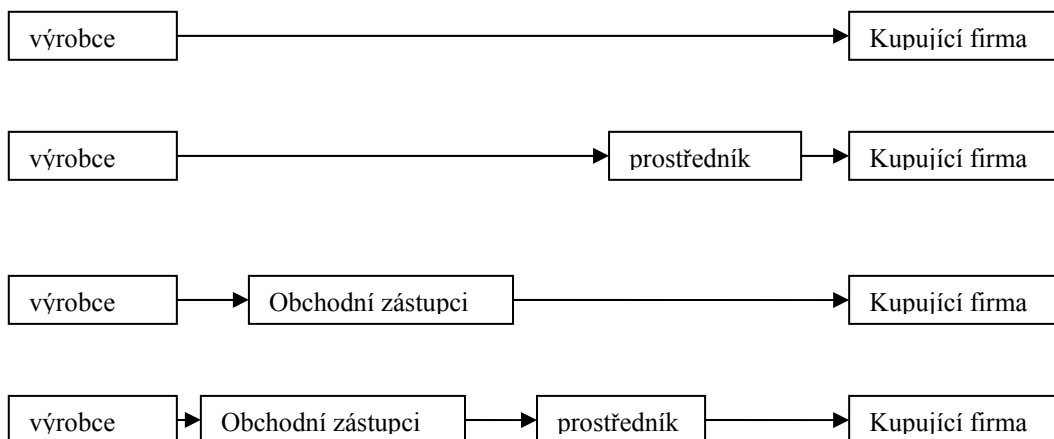 výrobce Kupující firma
výrobce prostředník Kupující firma
výrobce Obchodní zástupci Kupující firma
výrobce Obchodní zástupci prostředník Kupující firma